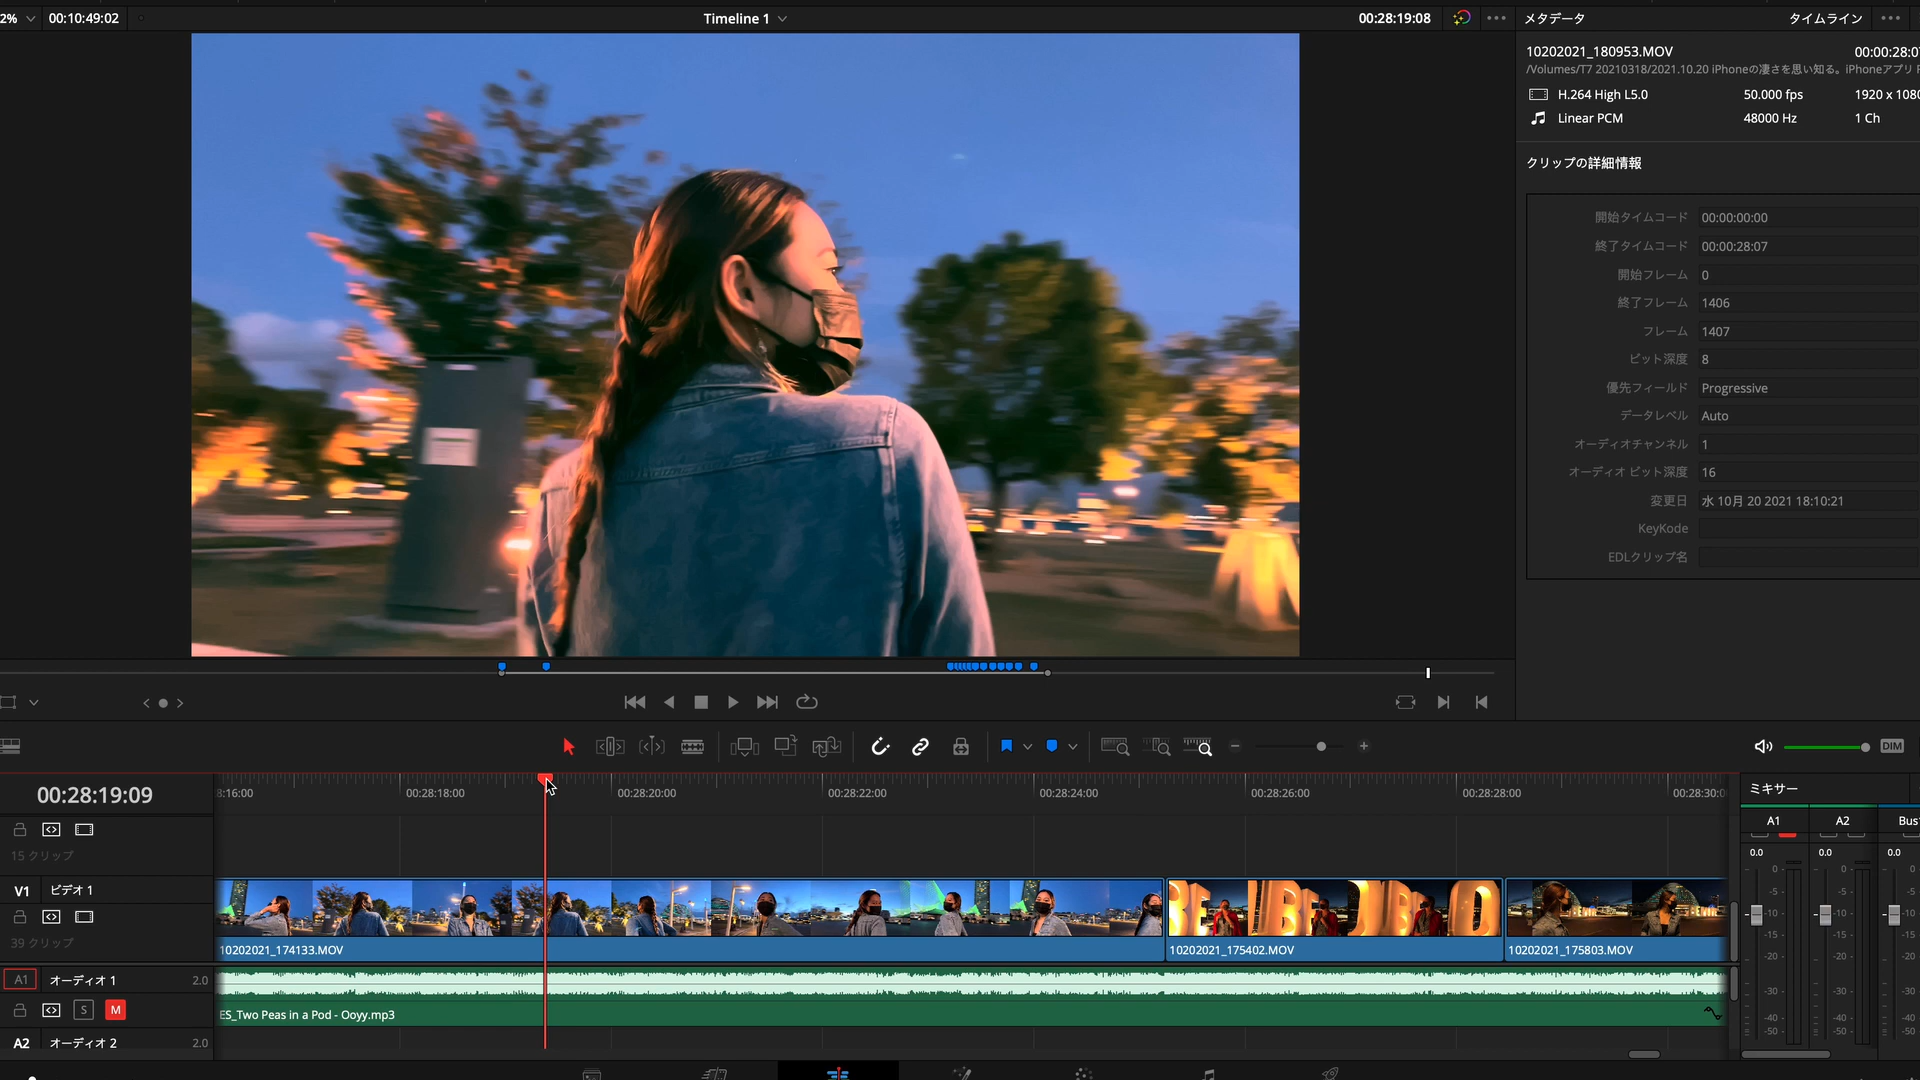 2%
00:10:49:02
Timeline 1
00:28:19:08
メタデータ
タイムライン
10202021_180953.MOV
00:00:28:07
/Volumes/T7 20210318/2021.10.20 iPhoneの凄さを思い知る。iPhoneアプリ F
H.264 High L5.0
50.000 fps
1920 x 1080
Linear PCM
48000 Hz
1 Ch
クリップの詳細情報
開始タイムコード 00:00:00:00
終了タイムコード 00:00:28:07
開始フレーム 0
終了フレーム 1406
フレーム 1407
ビット深度 8
優先フィールド Progressive
データレベル Auto
オーディオチャンネル 1
オーディオ ビット深度 16
変更日 水 10月 20 2021 18:10:21
KeyKode
EDLクリップ名
DIM
00:28:19:09
8:16:00
00:28:18:00
00:28:20:00
00:28:22:00
00:28:24:00
00:28:26:00
00:28:28:00
00:28:30:0
ミキサー
A1
A2
Bus
0.0
0.0
0.0
15 クリップ
V1
ビデオ 1
39 クリップ
10202021_174133.MOV
10202021_175402.MOV
10202021_175803.MOV
A1
オーディオ 1
2.0
S
M
ES_Two Peas in a Pod - Ooyy.mp3
A2
オーディオ 2
2.0
0
-5
-10
-15
-20
-30
-40
-50
0
-5
-10
-15
-20
-30
-40
-50
0
-5
-10
-15
-20
-30
-40
-50